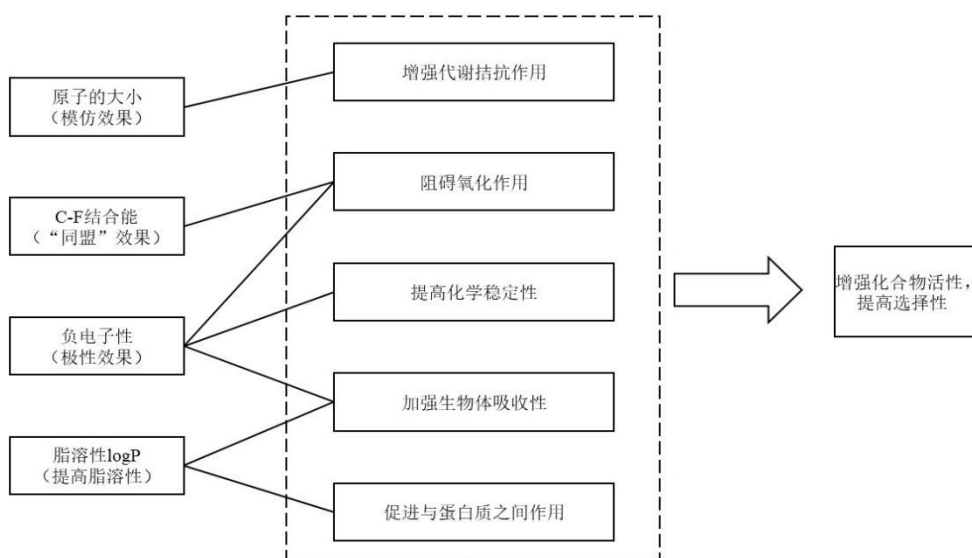 原子的大小
（模仿效果）
C-F结合能
（“同盟”效果）
负电子性
（极性效果）
脂溶性logP
（提高脂溶性）
增强代谢拮抗作用
阻碍氧化作用
提高化学稳定性
加强生物体吸收性
促进与蛋白质之间作用
增强化合物活性，
提高选择性